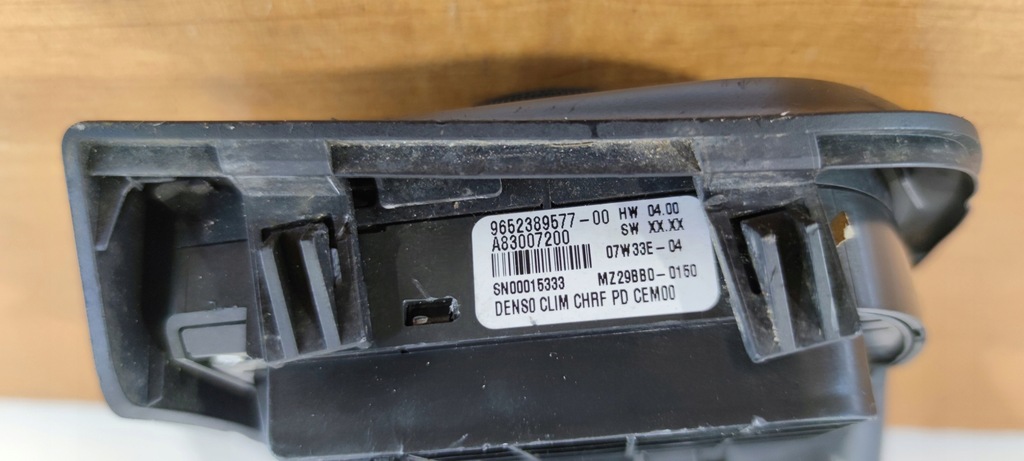 9652389577-00 HW 04.00
A83007200 SW XX.XX
07W33E-04
SN00015333 MZ29BB0-0150
DENSO CLIM CHRF PD CEM00